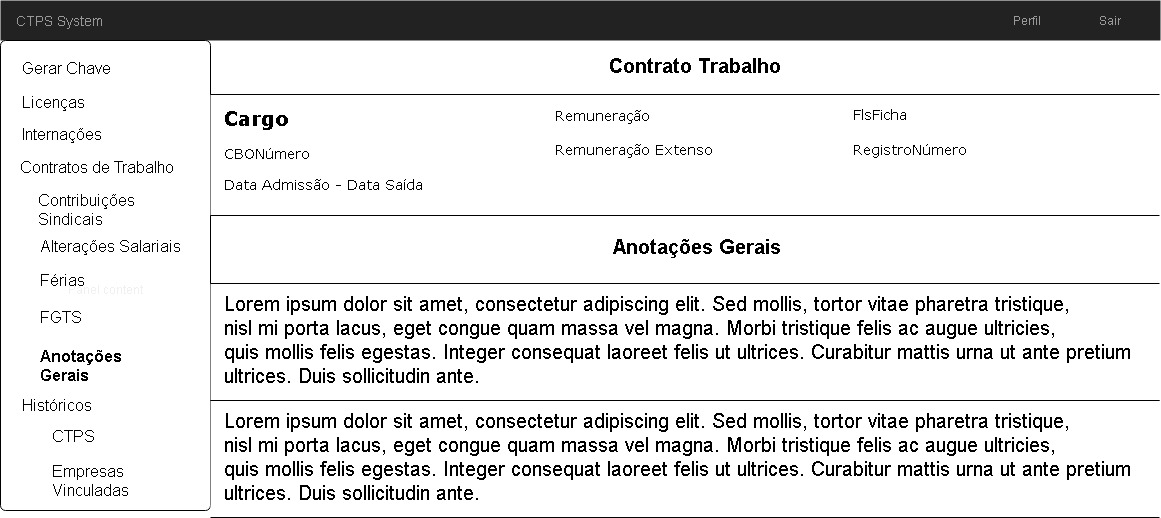 CTPS System
Perfil
Sair
Gerar Chave
Licenças
Internações
Contratos de Trabalho
Contribuições
Sindicais
Alterações Salariais
Férias
Panel content
FGTS
Anotações
Gerais
Históricos
CTPS
Empresas
Vinculadas
Contrato Trabalho
Cargo
CBONúmero
Data Admissão - Data Saída
Remuneração
Remuneração Extenso
FlsFicha
RegistroNúmero
Anotações Gerais
Lorem ipsum dolor sit amet, consectetur adipiscing elit. Sed mollis, tortor vitae pharetra tristique,
nisl mi porta lacus, eget congue quam massa vel magna. Morbi tristique felis ac augue ultricies,
quis mollis felis egestas. Integer consequat laoreet felis ut ultrices. Curabitur mattis urna ut ante pretium
ultrices. Duis sollicitudin ante.
Lorem ipsum dolor sit amet, consectetur adipiscing elit. Sed mollis, tortor vitae pharetra tristique,
nisl mi porta lacus, eget congue quam massa vel magna. Morbi tristique felis ac augue ultricies,
quis mollis felis egestas. Integer consequat laoreet felis ut ultrices. Curabitur mattis urna ut ante pretium
ultrices. Duis sollicitudin ante.